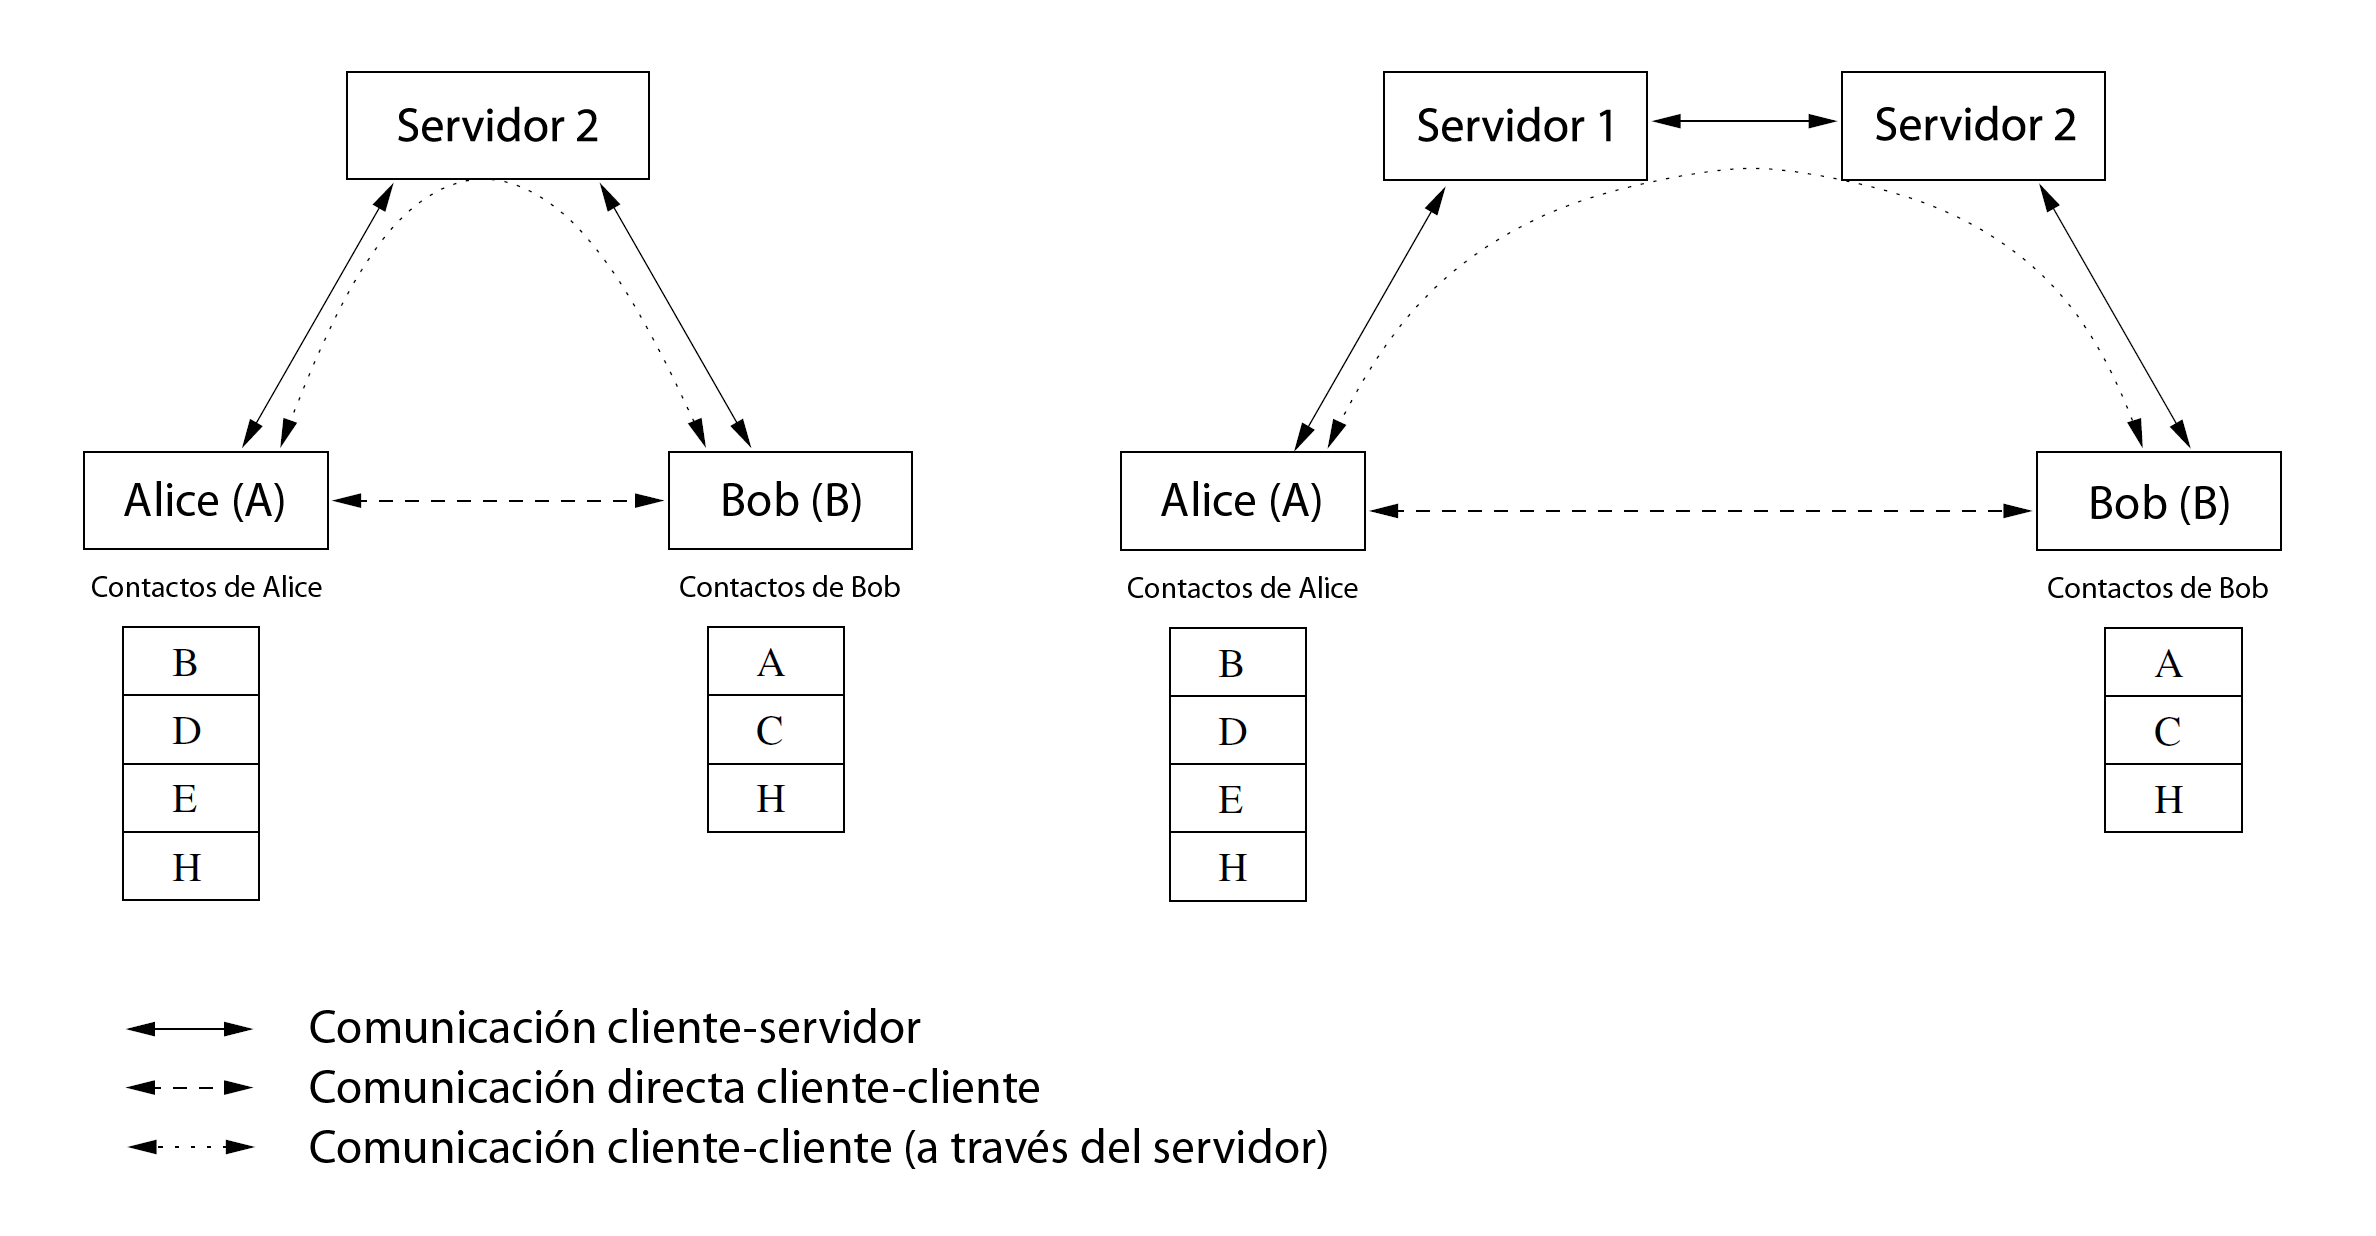 Servidor 2
Alice (A)
Bob (B)
Contactos de Alice
Contactos de Bob
B
D
E
H
A
C
H
Servidor 1
Servidor 2
Alice (A)
Bob (B)
Contactos de Alice
Contactos de Bob
B
D
E
H
A
C
H
Comunicación cliente-servidor
Comunicación directa cliente-cliente
Comunicación cliente-cliente (a través del servidor)